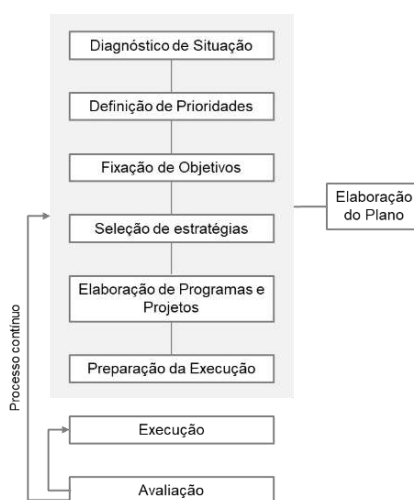 Diagnóstico de Situação
Definição de Prioridades
Fixação de Objetivos
Elaboração
do Plano
Seleção de estratégias
Elaboração de Programas e
Projetos
Preparação da Execução
Processo contínuo
Execução
Avaliação